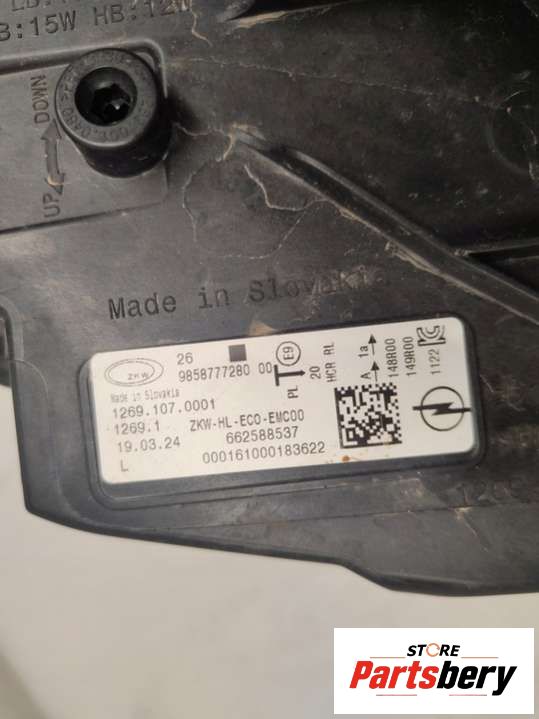 B:15W HB:12W
DOWN
UP
Made in Slovakia
ZKW
26
9858777280 00
Made in Slovakia
1269.107.0001
1269.1 ZKW-HL-ECO-EMC00
19.03.24 662588537
L 000161000183622
E9
PL
20
HCR RL
A 1a
148R00
149R00
1122
STORE
Partsbery